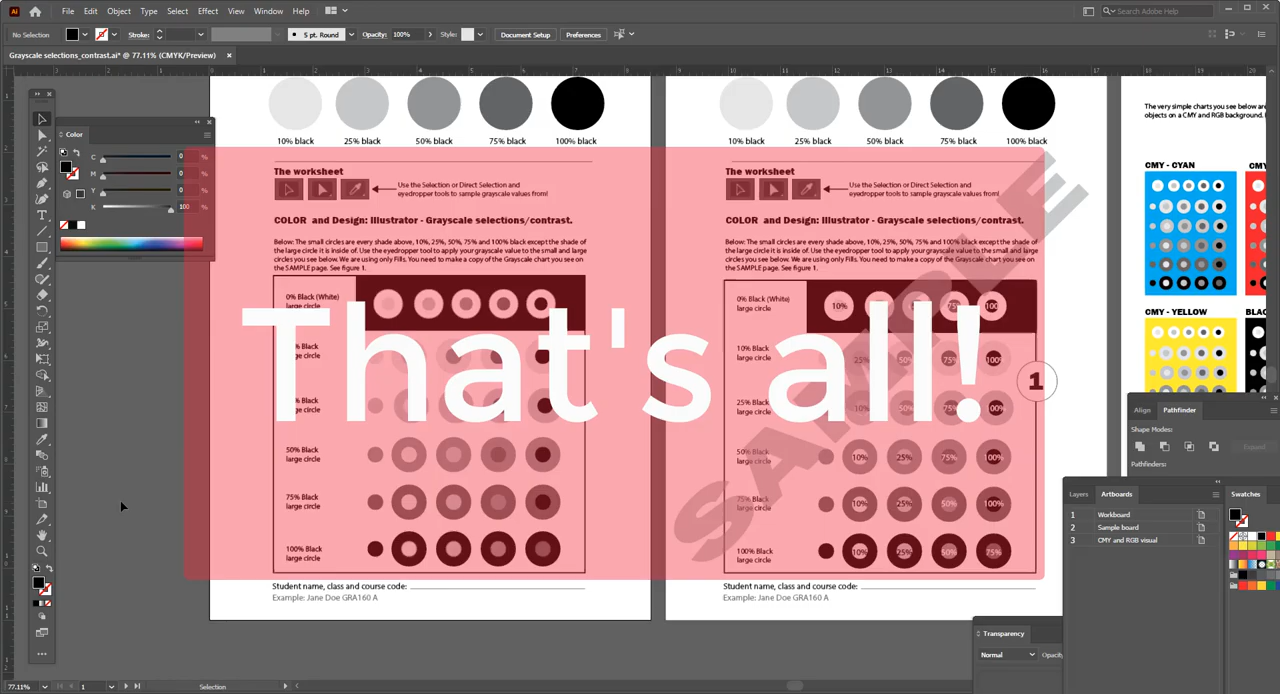 File Edit Object Type Select Effect View Window Help
Search Adobe Help
No Selection Stroke: 5 pt. Round Opacity: 100% Style: Document Setup Preferences
Grayscale selections_contrast.ai* @ 77.11% (CMYK/Preview)
Color
C 0 %
M 0 %
Y 0 %
K 100 %
10% black 25% black 50% black 75% black 100% black
The worksheet
Use the Selection or Direct Selection and
eyedropper tools to sample grayscale values from!
COLOR and Design: Illustrator - Grayscale selections/contrast.
Below: The small circles are every shade above, 10%, 25%, 50%, 75% and 100% black except the shade of
the large circle it is inside of. Use the eyedropper tool to apply your grayscale value to the small and large
circles you see below. We are using only Fills. You need to make a copy of the Grayscale chart you see on
the SAMPLE page. See figure 1.
0% Black (White)
large circle
50% Black
large circle
75% Black
large circle
100% Black
large circle
Student name, class and course code:
Example: Jane Doe GRA160 A
10% black 25% black 50% black 75% black 100% black
The worksheet
Use the Selection or Direct Selection and
eyedropper tools to sample grayscale values from!
COLOR and Design: Illustrator - Grayscale selections/contrast.
Below: The small circles are every shade above, 10%, 25%, 50%, 75% and 100% black except the shade of
the large circle it is inside of. Use the eyedropper tool to apply your grayscale value to the small and large
circles you see below. We are using only Fills. You need to make a copy of the Grayscale chart you see on
the SAMPLE page. See figure 1.
0% Black (White)
large circle
10%
10% Black
large circle
25% 50% 75% 100%
25% Black
large circle
10% 50% 75% 100%
50% Black
large circle
10% 25% 75% 100%
75% Black
large circle
10% 25% 50% 100%
100% Black
large circle
10% 25% 50% 75%
Student name, class and course code:
Example: Jane Doe GRA160 A
SAMPLE
1
That's all!
The very simple charts you see below are
objects on a CMY and RGB background.
CMY - CYAN
CMY - YELLOW
Align Pathfinder
Shape Modes:
Expand
Pathfinders:
Layers Artboards
1 Workboard
2 Sample board
3 CMY and RGB visual
Swatches
Transparency
Normal
77.11% 1 Selection